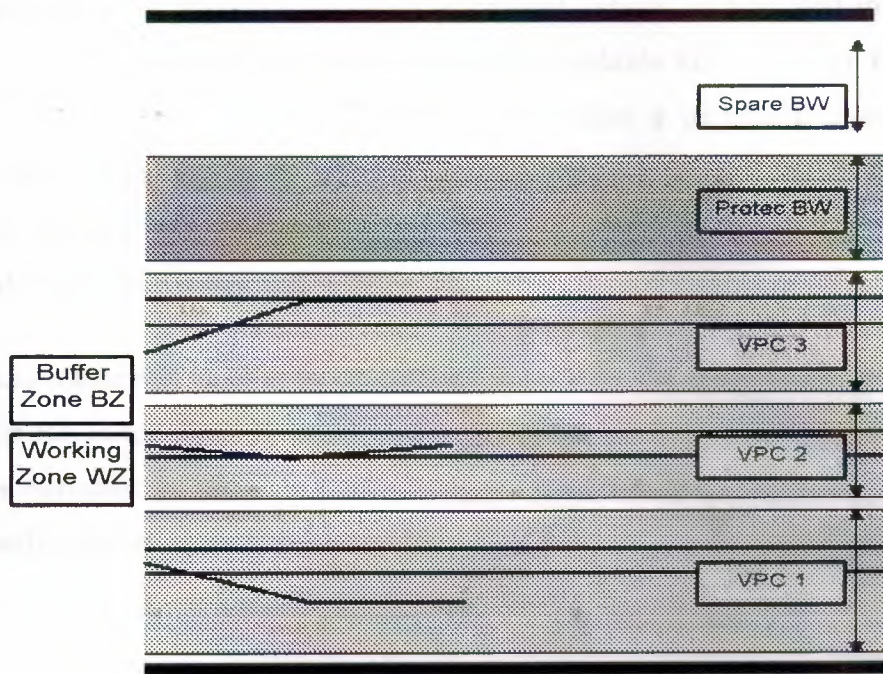 Spare BW
Protec BW
VPC 3
Buffer
Zone BZ
Working
Zone WZ
VPC 2
VPC 1